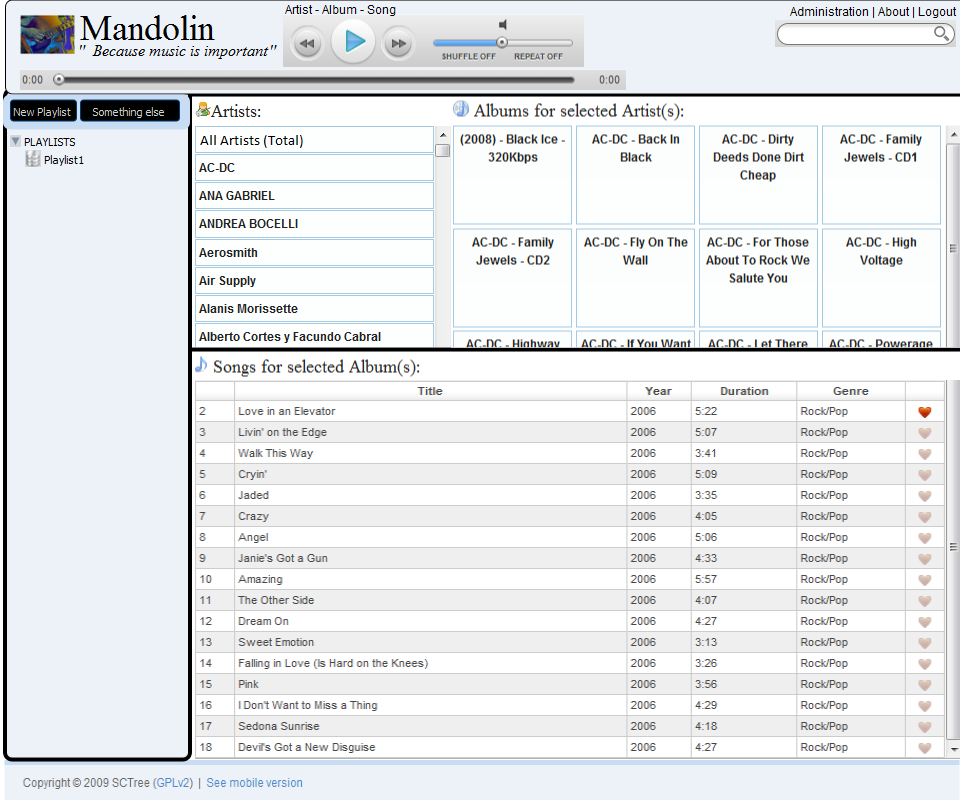 Mandolin
" Because music is important"
Artist - Album - Song
SHUFFLE OFF REPEAT OFF
Administration | About | Logout
0:00 0:00
New Playlist Something else
PLAYLISTS
Playlist1
Artists:
All Artists (Total)
AC-DC
ANA GABRIEL
ANDREA BOCELLI
Aerosmith
Air Supply
Alanis Morissette
Alberto Cortes y Facundo Cabral
Albums for selected Artist(s):
(2008) - Black Ice -
320Kbps
AC-DC - Back In
Black
AC-DC - Dirty
Deeds Done Dirt
Cheap
AC-DC - Family
Jewels - CD1
AC-DC - Family
Jewels - CD2
AC-DC - Fly On The
Wall
AC-DC - For Those
About To Rock We
Salute You
AC-DC - High
Voltage
AC-DC - Highway
AC-DC - If You Want
AC-DC - Let There
AC-DC - Powerage
Songs for selected Album(s):
Title Year Duration Genre
2 Love in an Elevator 2006 5:22 Rock/Pop
3 Livin' on the Edge 2006 5:07 Rock/Pop
4 Walk This Way 2006 3:41 Rock/Pop
5 Cryin' 2006 5:09 Rock/Pop
6 Jaded 2006 3:35 Rock/Pop
7 Crazy 2006 4:05 Rock/Pop
8 Angel 2006 5:06 Rock/Pop
9 Janie's Got a Gun 2006 4:33 Rock/Pop
10 Amazing 2006 5:57 Rock/Pop
11 The Other Side 2006 4:07 Rock/Pop
12 Dream On 2006 4:27 Rock/Pop
13 Sweet Emotion 2006 3:13 Rock/Pop
14 Falling in Love (Is Hard on the Knees) 2006 3:26 Rock/Pop
15 Pink 2006 3:56 Rock/Pop
16 I Don't Want to Miss a Thing 2006 4:29 Rock/Pop
17 Sedona Sunrise 2006 4:18 Rock/Pop
18 Devil's Got a New Disguise 2006 4:27 Rock/Pop
Copyright © 2009 SCTree (GPLv2) | See mobile version